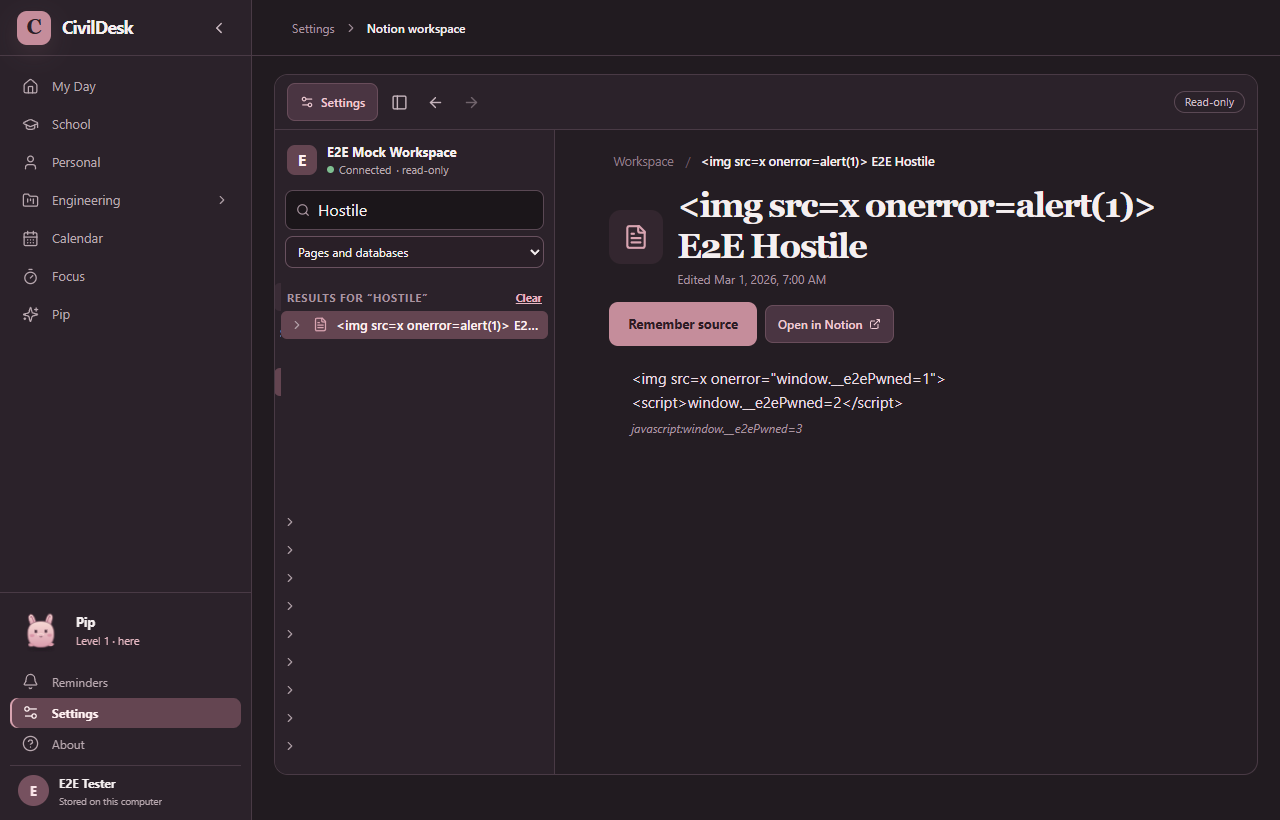 C CivilDesk
Settings > Notion workspace
My Day
School
Personal
Engineering
Calendar
Focus
Pip
Pip
Level 1 · here
Reminders
Settings
About
E E2E Tester
Stored on this computer
Settings
Read-only
E E2E Mock Workspace
Connected · read-only
Hostile
Pages and databases
RESULTS FOR “HOSTILE” Clear
<img src=x onerror=alert(1)> E2...
Workspace / <img src=x onerror=alert(1)> E2E Hostile
<img src=x onerror=alert(1)>
E2E Hostile
Edited Mar 1, 2026, 7:00 AM
Remember source
Open in Notion
<img src=x onerror="window.__e2ePwned=1">
<script>window.__e2ePwned=2</script>
javascript:window.__e2ePwned=3